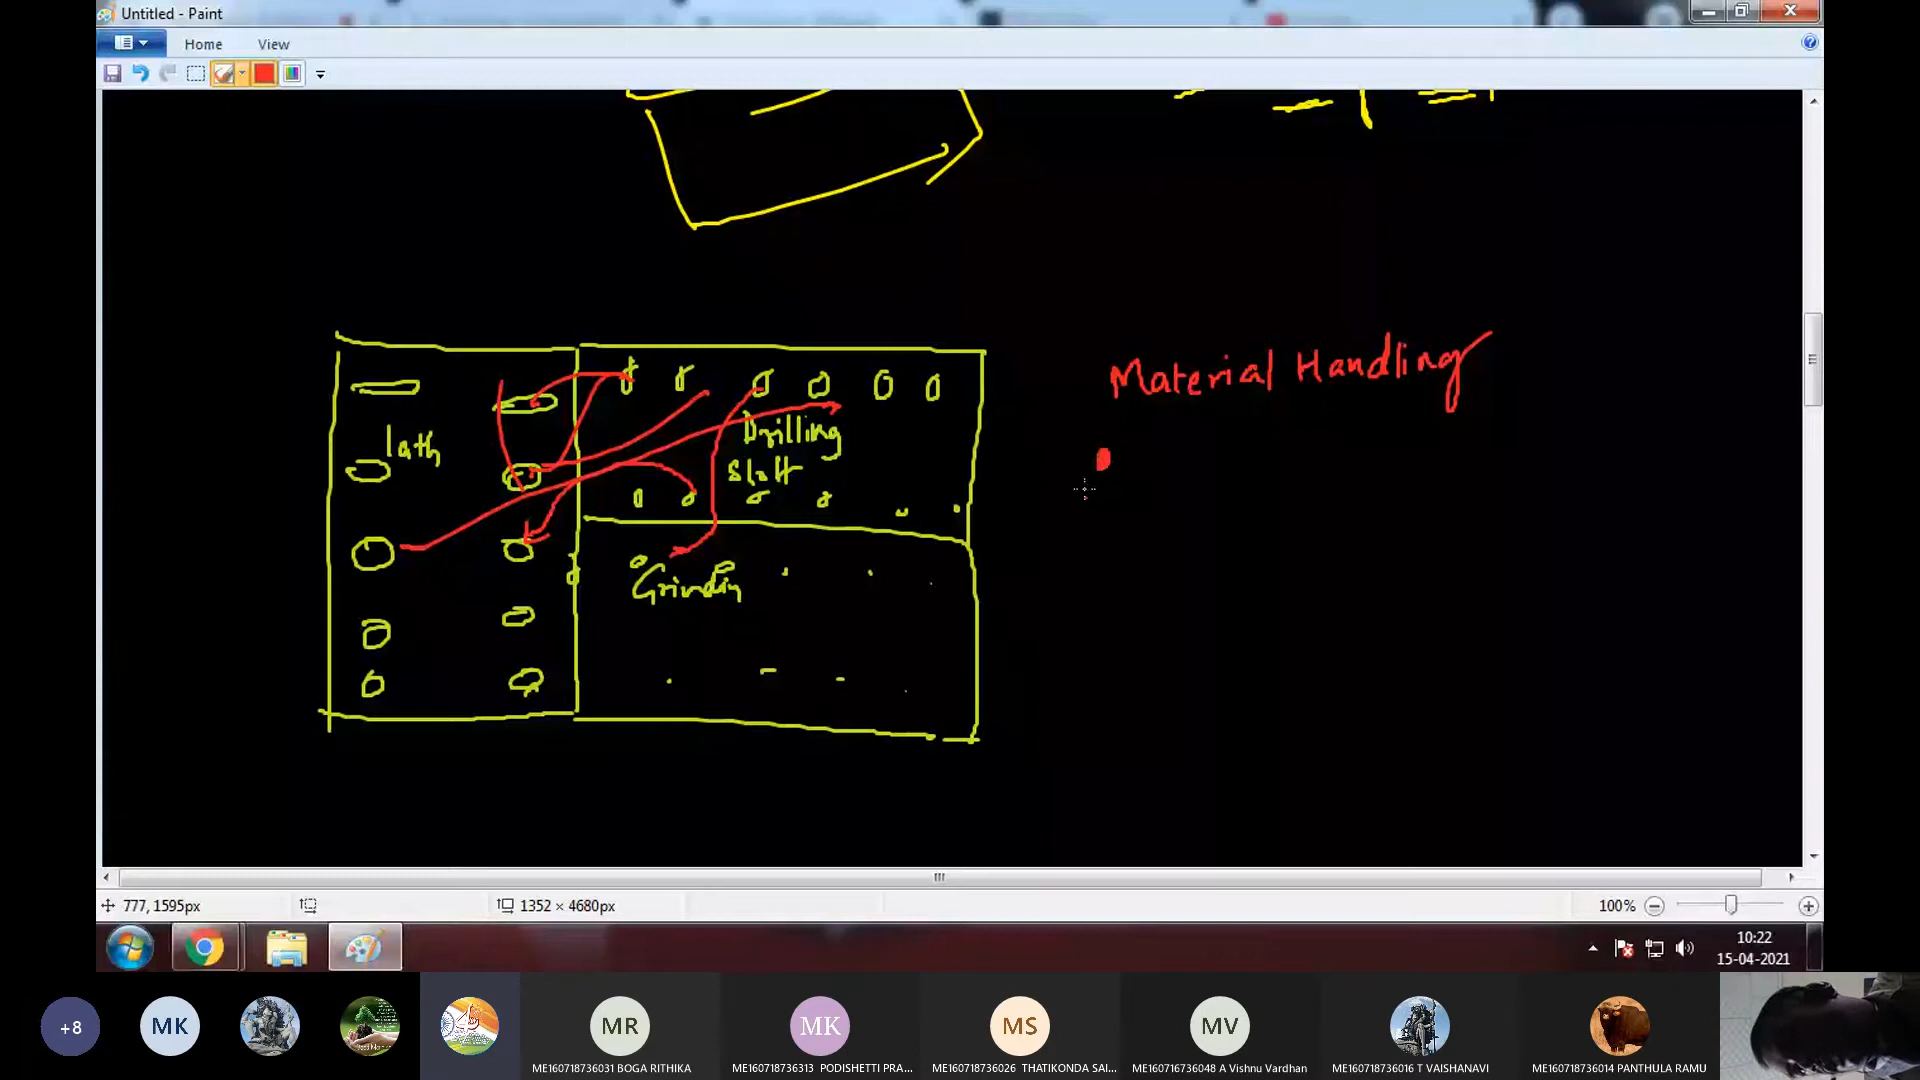 Untitled - Paint
Home View
Material Handling
lath
Drilling
Slott
Grindin
777, 1595px
1352 × 4680px
100%
10:22
15-04-2021
+8
MK
MR
MK
MS
MV
ME160718736031 BOGA RITHIKA
ME160718736313 PODISHETTI PRA...
ME160718736026 THATIKONDA SAI...
ME160716736048 A Vishnu Vardhan
ME160718736016 T VAISHANAVI
ME160718736014 PANTHULA RAMU